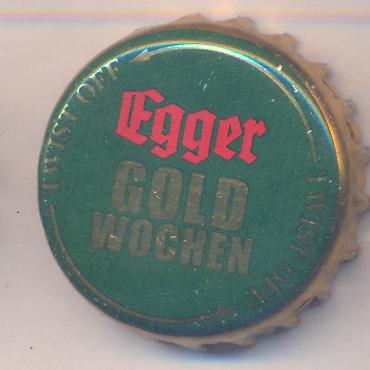 TWIST OFF
Egger
GOLD
WOCHEN
TWIST OFF